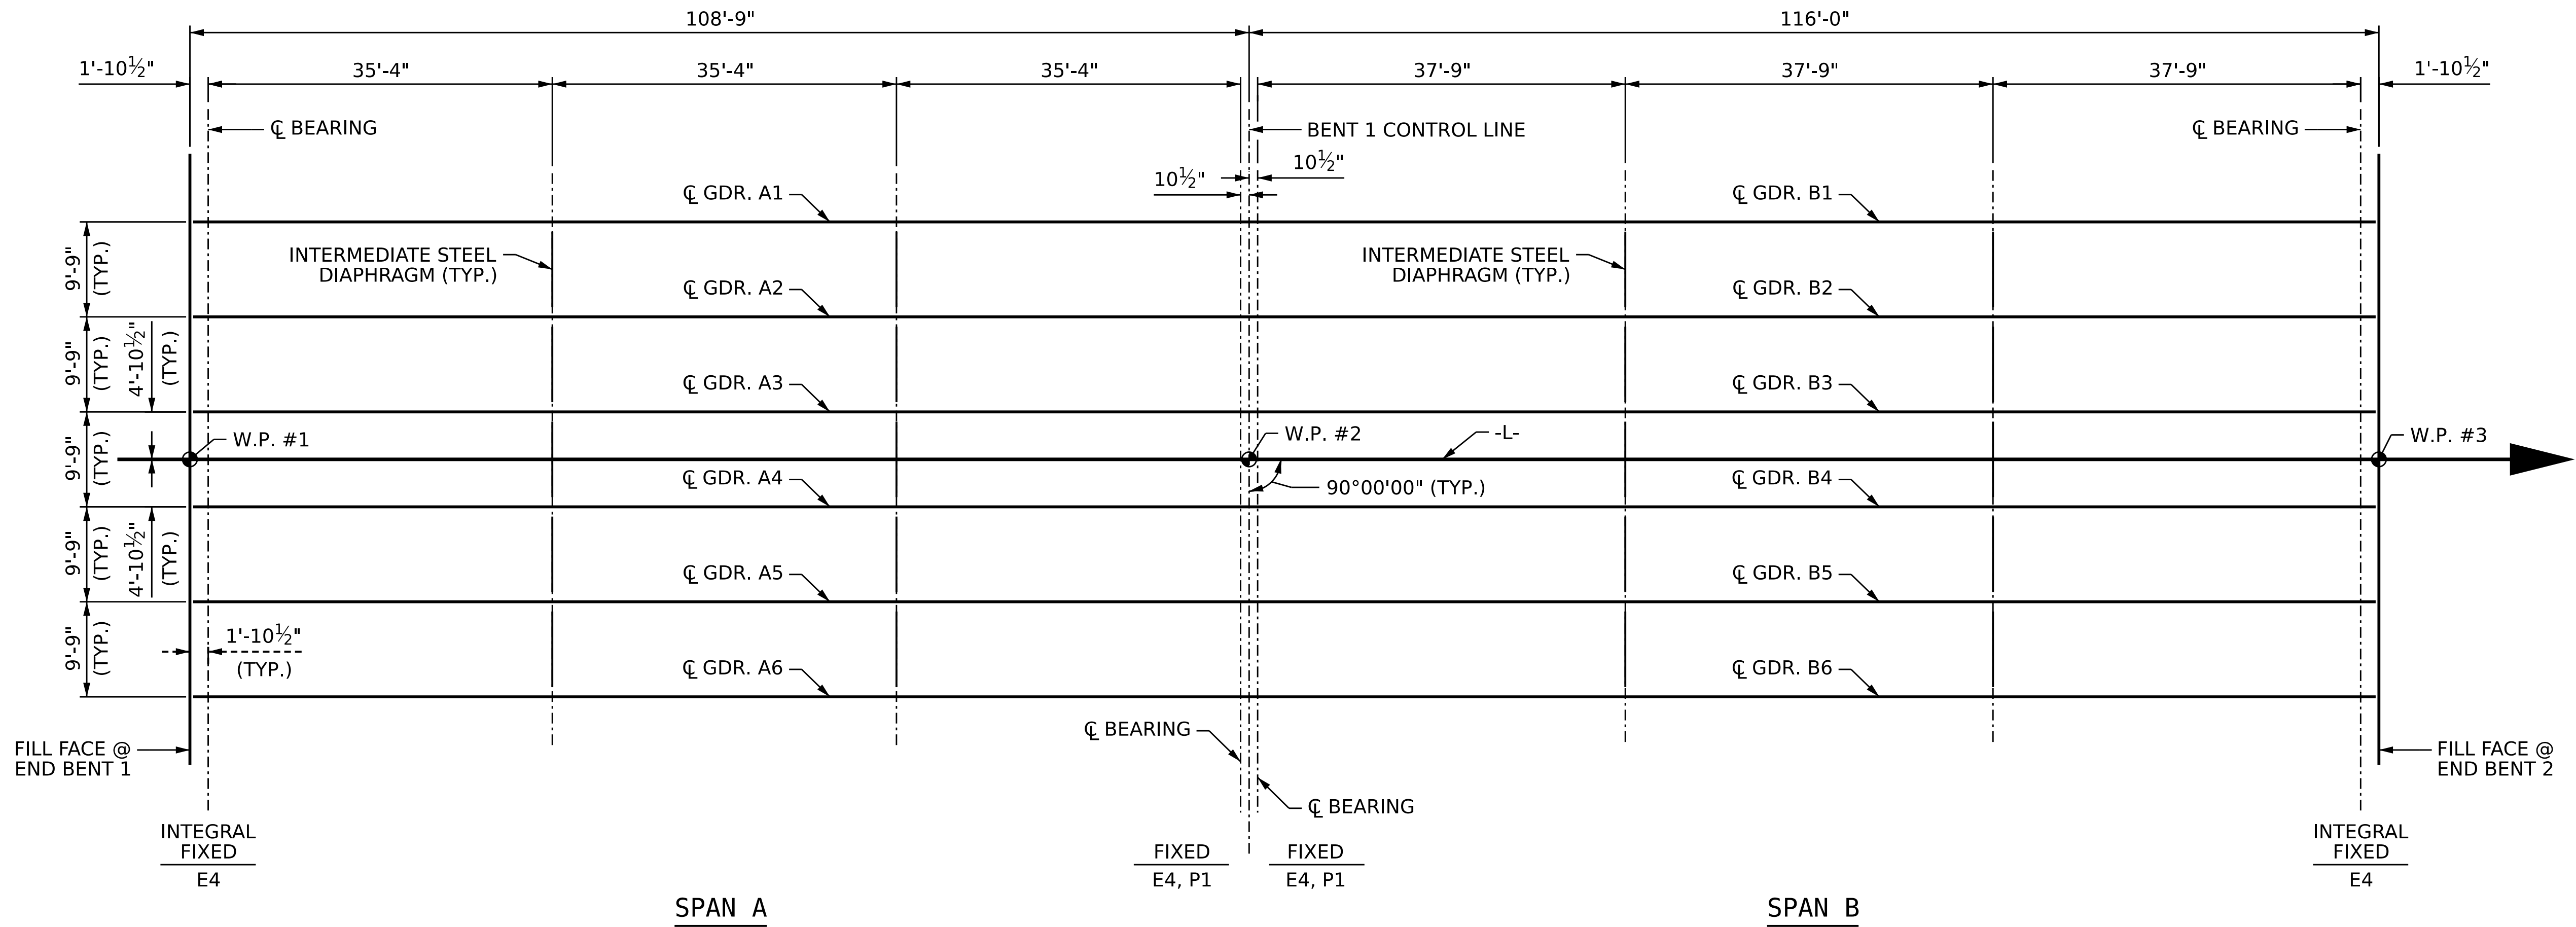 108'-9"
116'-0"
1'-10½"
35'-4"
35'-4"
35'-4"
37'-9"
37'-9"
37'-9"
1'-10½"
℄ BEARING
BENT 1 CONTROL LINE
℄ BEARING
10½"
10½"
℄ GDR. A1
℄ GDR. B1
9'-9"
(TYP.)
INTERMEDIATE STEEL
DIAPHRAGM (TYP.)
INTERMEDIATE STEEL
DIAPHRAGM (TYP.)
℄ GDR. A2
℄ GDR. B2
9'-9"
(TYP.)
4'-10½"
(TYP.)
℄ GDR. A3
℄ GDR. B3
9'-9"
(TYP.)
W.P. #1
W.P. #2
-L-
W.P. #3
℄ GDR. A4
90°00'00" (TYP.)
℄ GDR. B4
9'-9"
(TYP.)
4'-10½"
(TYP.)
℄ GDR. A5
℄ GDR. B5
9'-9"
(TYP.)
1'-10½"
(TYP.)
℄ GDR. A6
℄ GDR. B6
℄ BEARING
FILL FACE @
END BENT 1
FILL FACE @
END BENT 2
℄ BEARING
INTEGRAL
FIXED
E4
FIXED
E4, P1
FIXED
E4, P1
INTEGRAL
FIXED
E4
SPAN A
SPAN B